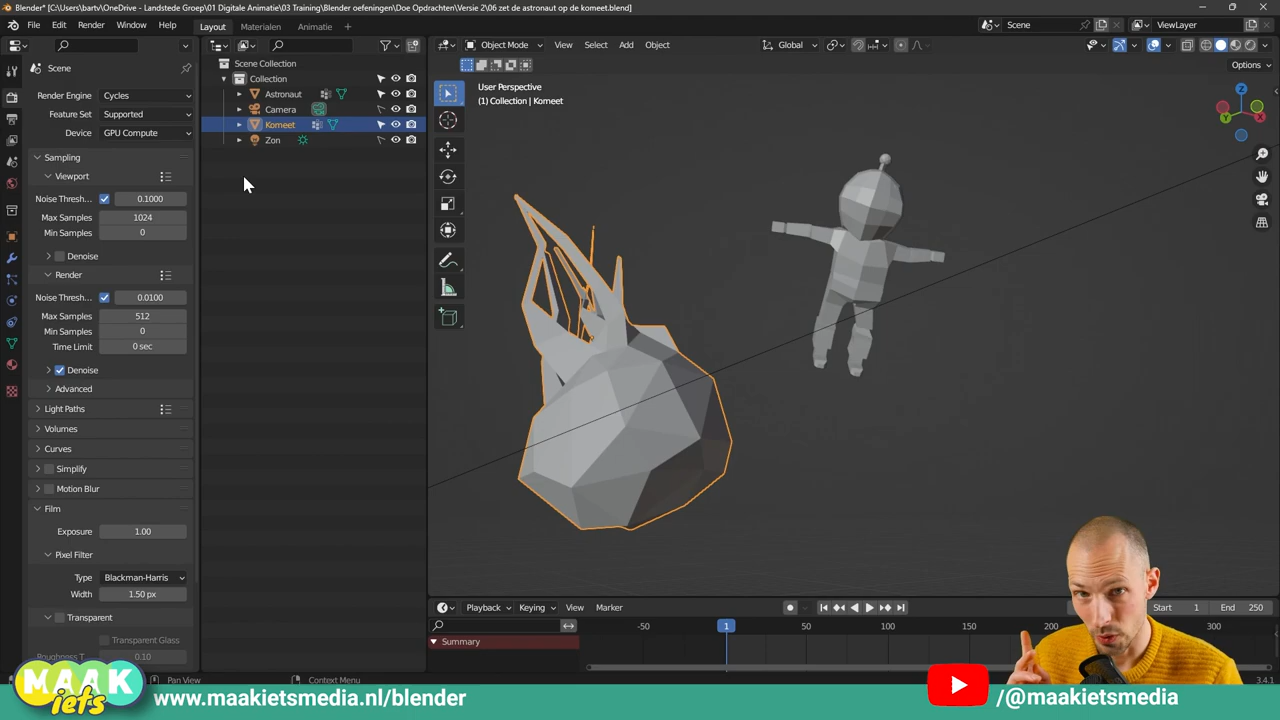 Blender* [C:\Users\bartv\OneDrive - Landstede Groep\01 Digitale Animatie\03 Training\Blender oefeningen\Doe Opdrachten\Versie 2\06 zet de astronaut op de komeet.blend]
File Edit Render Window Help Layout Materialen Animatie Scene ViewLayer
Object Mode View Select Add Object Global
Options
Scene
Render Engine Cycles
Feature Set Supported
Device GPU Compute
Sampling
Viewport
Noise Thresh... 0.1000
Max Samples 1024
Min Samples 0
Denoise
Render
Noise Thresh... 0.0100
Max Samples 512
Min Samples 0
Time Limit 0 sec
Denoise
Advanced
Light Paths
Volumes
Curves
Simplify
Motion Blur
Film
Exposure 1.00
Pixel Filter
Type Blackman-Harris
Width 1.50 px
Transparent
Transparent Glass
Roughness T... 0.10
Scene Collection
Collection
Astronaut
Camera
Komeet
Zon
User Perspective
(1) Collection | Komeet
Z
X
Y
Playback Keying View Marker Start 1 End 250
-50 1 50 100 150 200 300
Summary
Pan View Context Menu 3.4.1
MAAK
iets
www.maakietsmedia.nl/blender
/@maakietsmedia